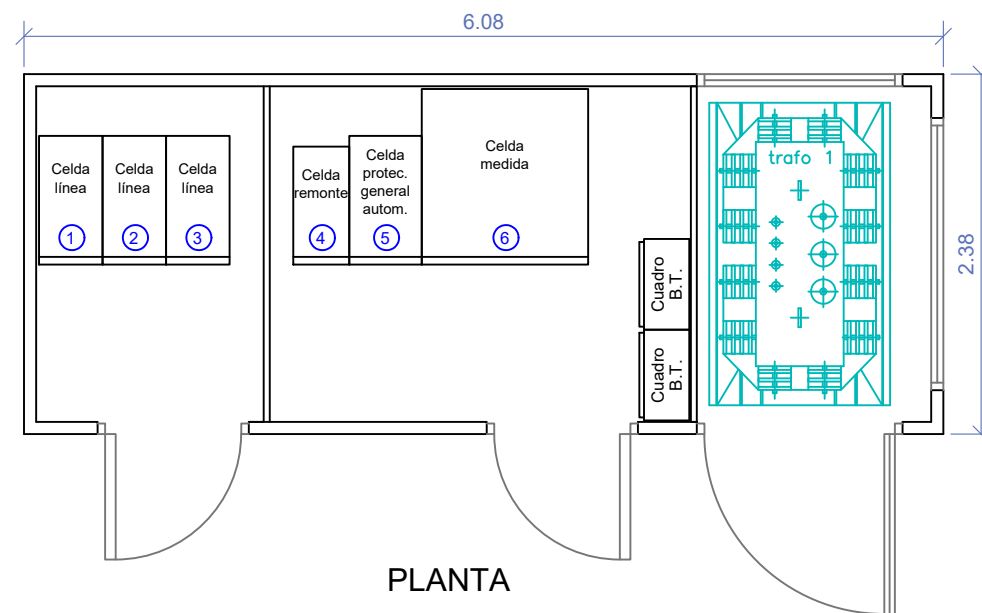 6.08
Celda
línea
1
Celda
línea
2
Celda
línea
3
Celda
remonte
4
Celda
protec.
general
autom.
5
Celda
medida
6
Cuadro
B.T.
Cuadro
B.T.
trafo 1
2.38
PLANTA